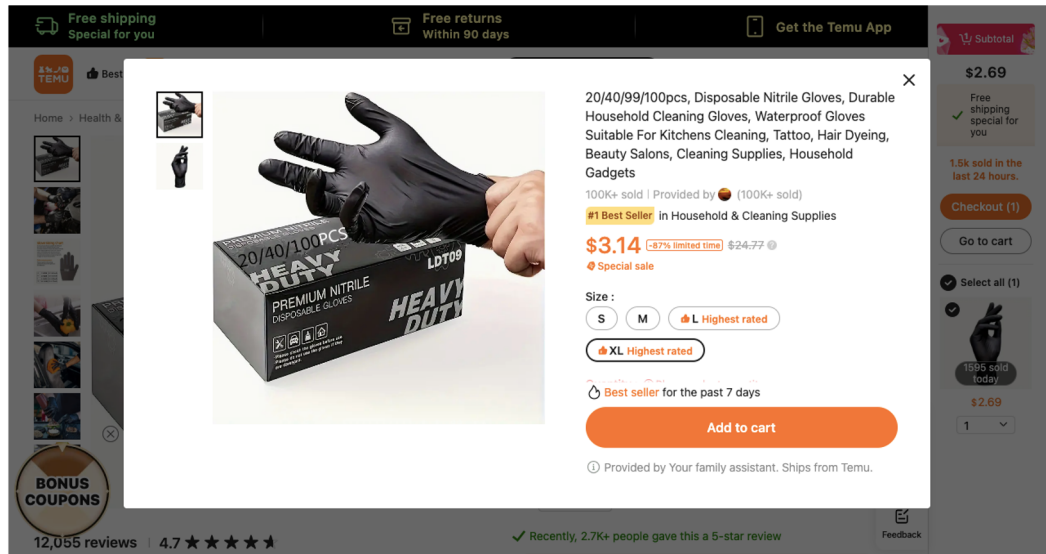 Free shipping
Special for you
Free returns
Within 90 days
Get the Temu App
TEMU
Best
Home > Health &
20/40/99/100pcs, Disposable Nitrile Gloves, Durable
Household Cleaning Gloves, Waterproof Gloves
Suitable For Kitchens Cleaning, Tattoo, Hair Dyeing,
Beauty Salons, Cleaning Supplies, Household
Gadgets
100K+ sold | Provided by (100K+ sold)
#1 Best Seller in Household & Cleaning Supplies
$3.14 -87% limited time $24.77
Special sale
Size :
S M L Highest rated
XL Highest rated
Best seller for the past 7 days
Add to cart
Provided by Your family assistant. Ships from Temu.
PREMIUM NITRILE
DISPOSABLE GLOVES
20/40/100PCS
HEAVY
DUTY
LDT09
PREMIUM NITRILE
DISPOSABLE GLOVES
HEAVY
DUTY
Subtotal
$2.69
Free
shipping
special for
you
1.5k sold in the
last 24 hours.
Checkout (1)
Go to cart
Select all (1)
1595 sold
today
$2.69
1
Feedback
BONUS
COUPONS
12,055 reviews | 4.7
Recently, 2.7K+ people gave this a 5-star review